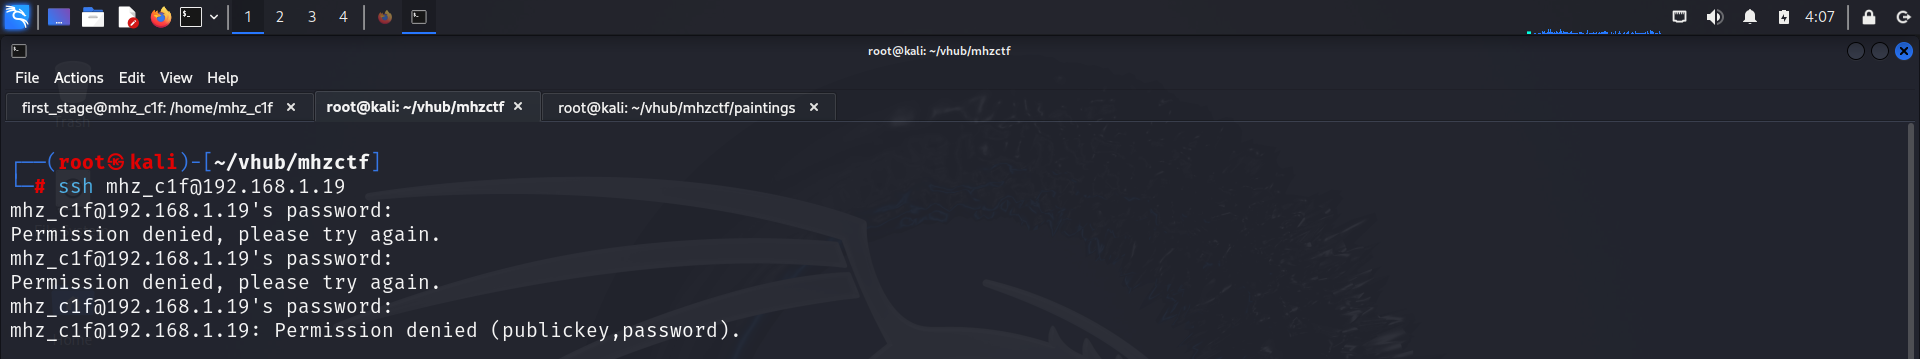 1 2 3 4 4:07
root@kali: ~/vhub/mhzctf
File Actions Edit View Help
first_stage@mhz_c1f: /home/mhz_c1f × root@kali: ~/vhub/mhzctf × root@kali: ~/vhub/mhzctf/paintings ×
┌──(root㉿kali)-[~/vhub/mhzctf]
└─# ssh mhz_c1f@192.168.1.19
mhz_c1f@192.168.1.19's password:
Permission denied, please try again.
mhz_c1f@192.168.1.19's password:
Permission denied, please try again.
mhz_c1f@192.168.1.19's password:
mhz_c1f@192.168.1.19: Permission denied (publickey,password).